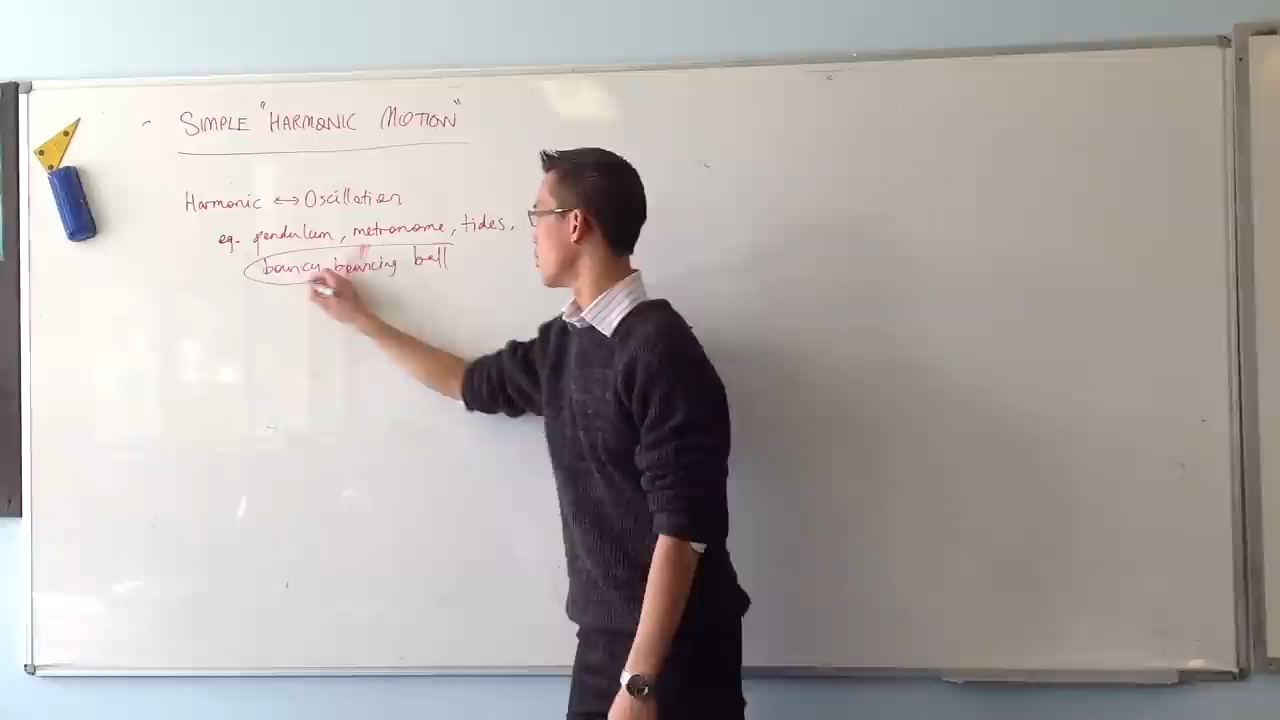 SIMPLE "HARMONIC MOTION"
Harmonic ↔ Oscillation
eg. pendulum, metronome, tides,
bouncy bouncing ball